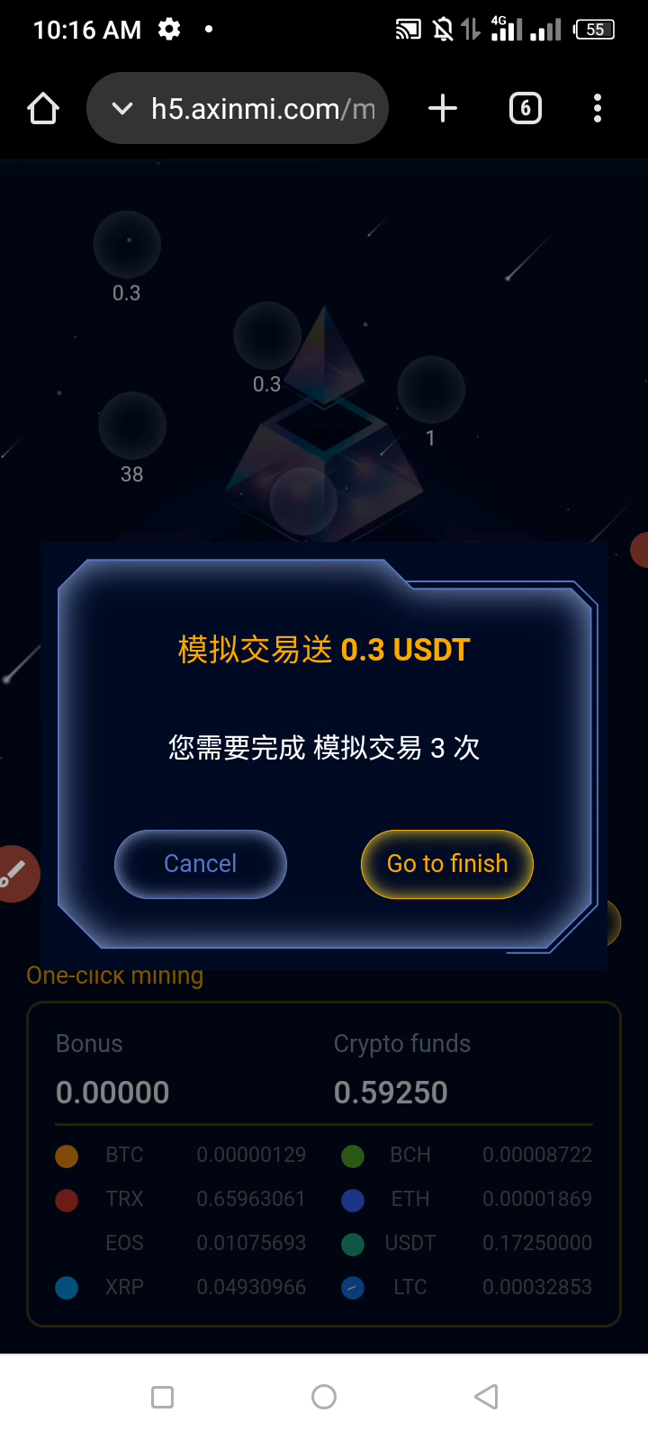 10:16 AM
4G
55
h5.axinmi.com/m
6
0.3
0.3
1
38
模拟交易送 0.3 USDT
您需要完成 模拟交易 3 次
Cancel
Go to finish
One-click mining
Bonus
Crypto funds
0.00000
0.59250
BTC 0.00000129
BCH 0.00008722
TRX 0.65963061
ETH 0.00001869
EOS 0.01075693
USDT 0.17250000
XRP 0.04930966
LTC 0.00032853